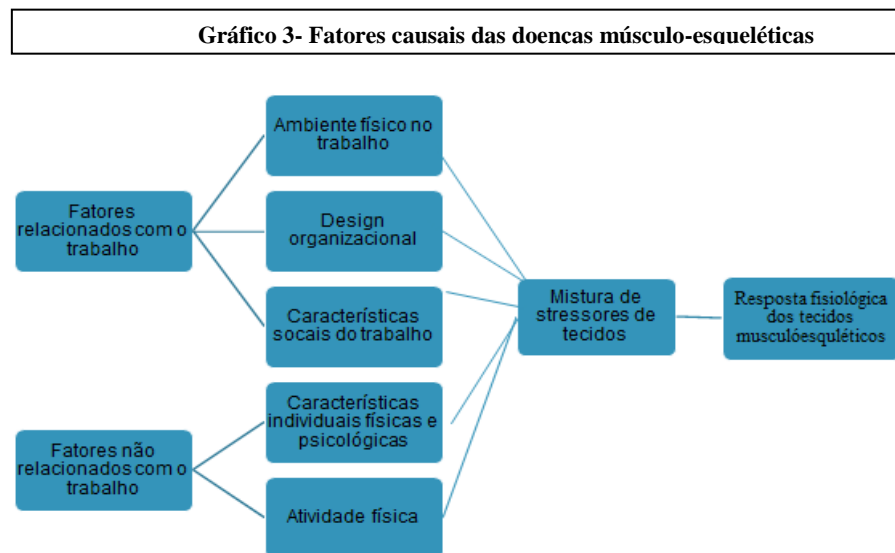 Gráfico 3- Fatores causais das doenças músculo-esqueléticas
Ambiente físico no
trabalho
Fatores
relacionados com o
trabalho
Design
organizacional
Características
socais do trabalho
Mistura de
stressores de
tecidos
Resposta fisiológica
dos tecidos
musculóesquléticos
Características
individuais físicas e
psicológicas
Fatores não
relacionados com o
trabalho
Atividade física